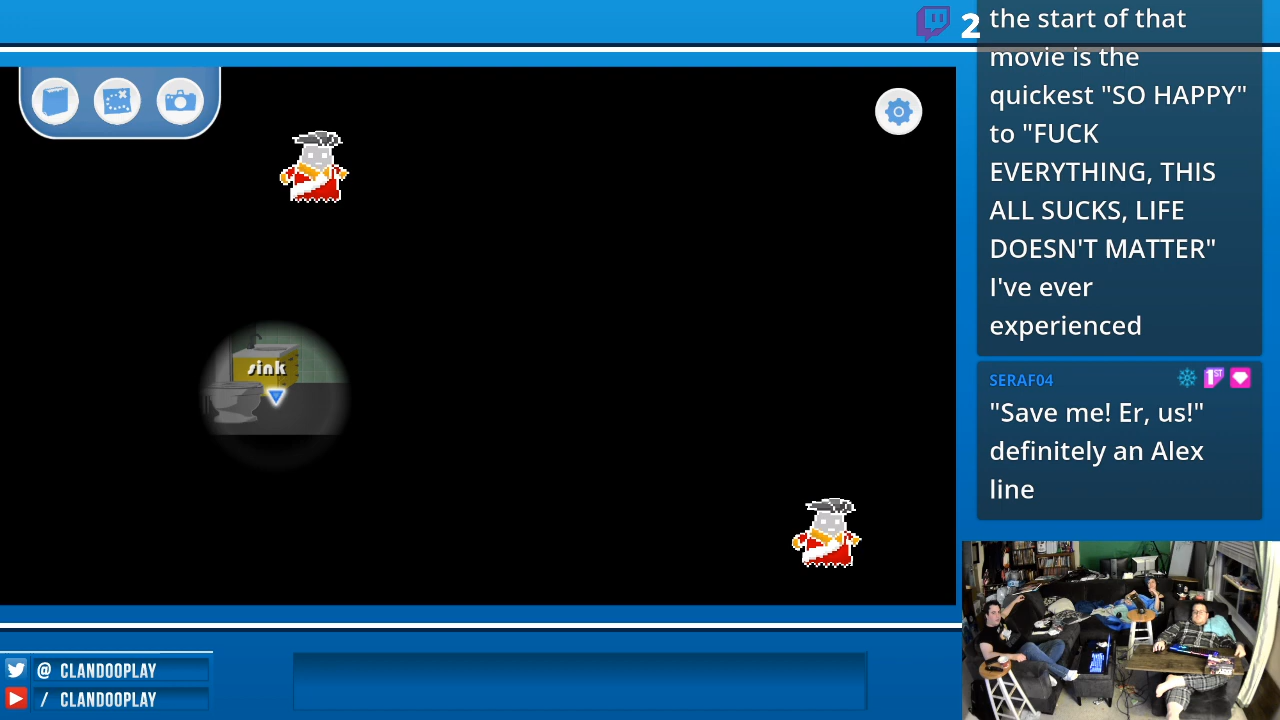 2
the start of that
movie is the
quickest "SO HAPPY"
to "FUCK
EVERYTHING, THIS
ALL SUCKS, LIFE
DOESN'T MATTER"
I've ever
experienced
SERAF04
1ST
"Save me! Er, us!"
definitely an Alex
line
sink
@ CLANDOOPLAY
/ CLANDOOPLAY